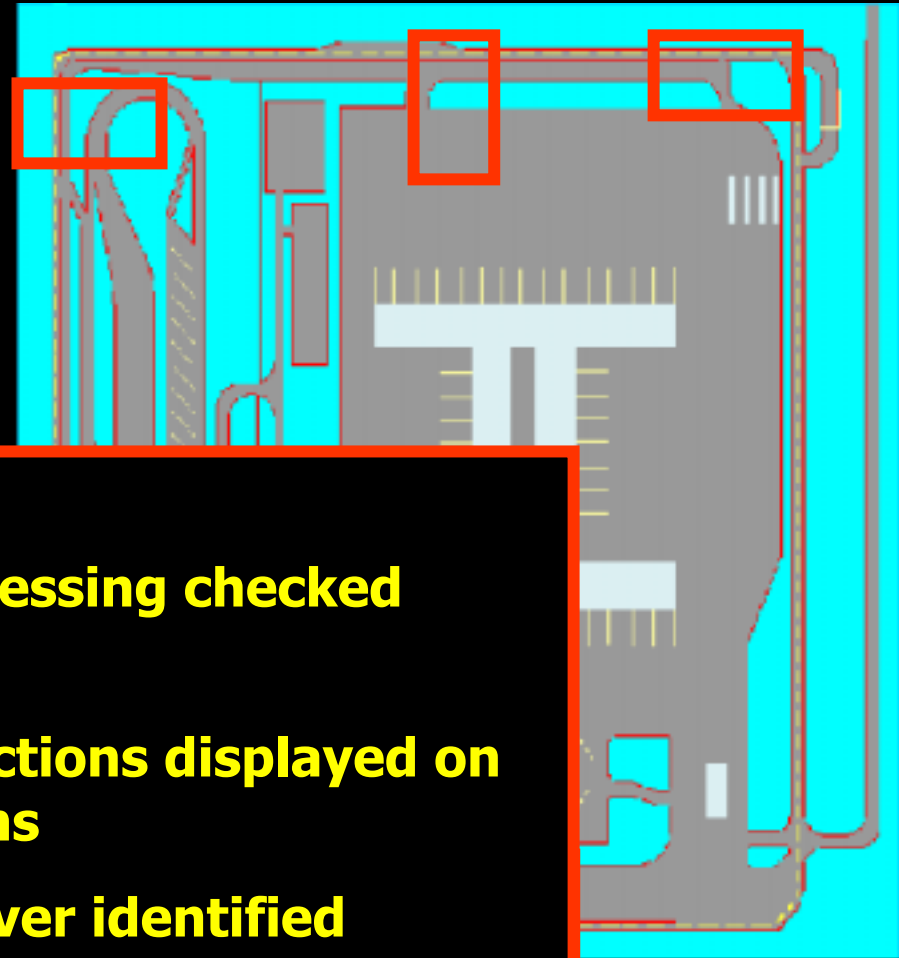 essing checked
ctions displayed on
ns
ver identified